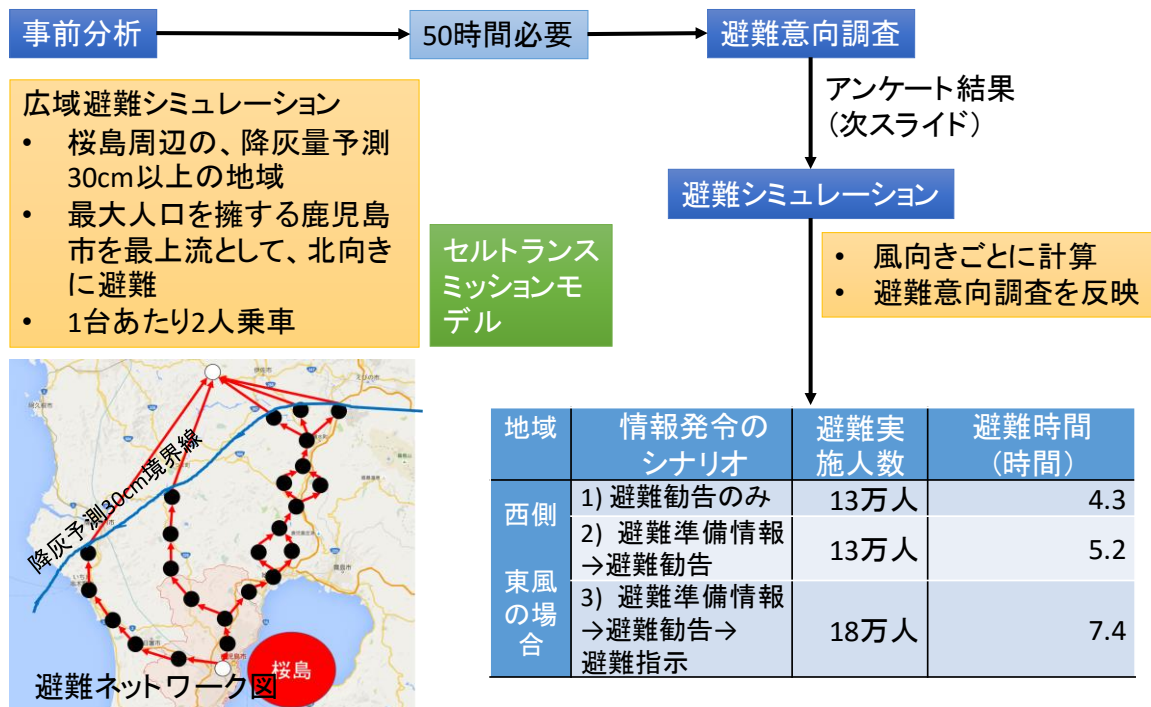 事前分析
50時間必要
避難意向調査
アンケート結果
(次スライド)
広域避難シミュレーション
• 桜島周辺の、降灰量予測
30cm以上の地域
• 最大人口を擁する鹿児島
市を最上流として、北向き
に避難
• 1台あたり2人乗車
セルトランス
ミッションモ
デル
避難シミュレーション
• 風向きごとに計算
• 避難意向調査を反映
降灰予測30cm境界線
桜島
避難ネットワーク図
地域
情報発令の
シナリオ
避難実
施人数
避難時間
(時間)
西側
東風
の場
合
1) 避難勧告のみ
13万人
4.3
2) 避難準備情報
→避難勧告
13万人
5.2
3) 避難準備情報
→避難勧告→
避難指示
18万人
7.4